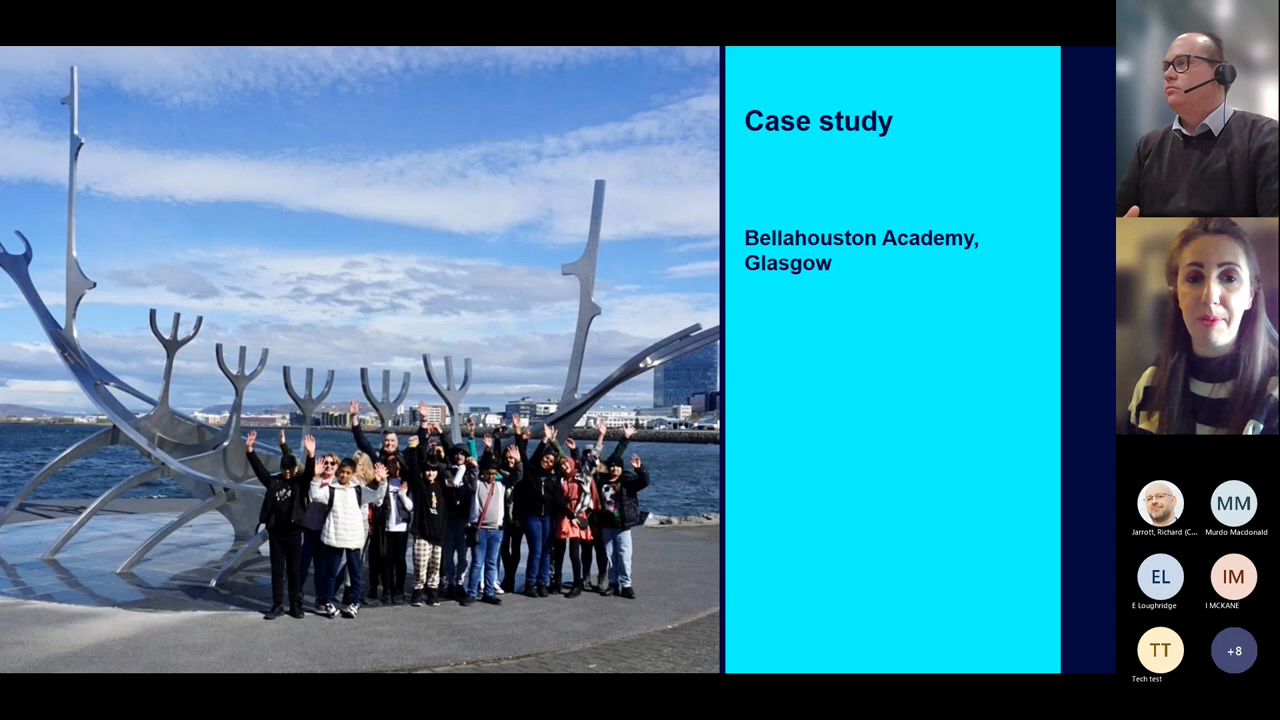 Case study
Bellahouston Academy,
Glasgow
Jarrott, Richard (C...
MM
Murdo Macdonald
EL
E Loughridge
IM
I MCKANE
TT
Tech test
+8